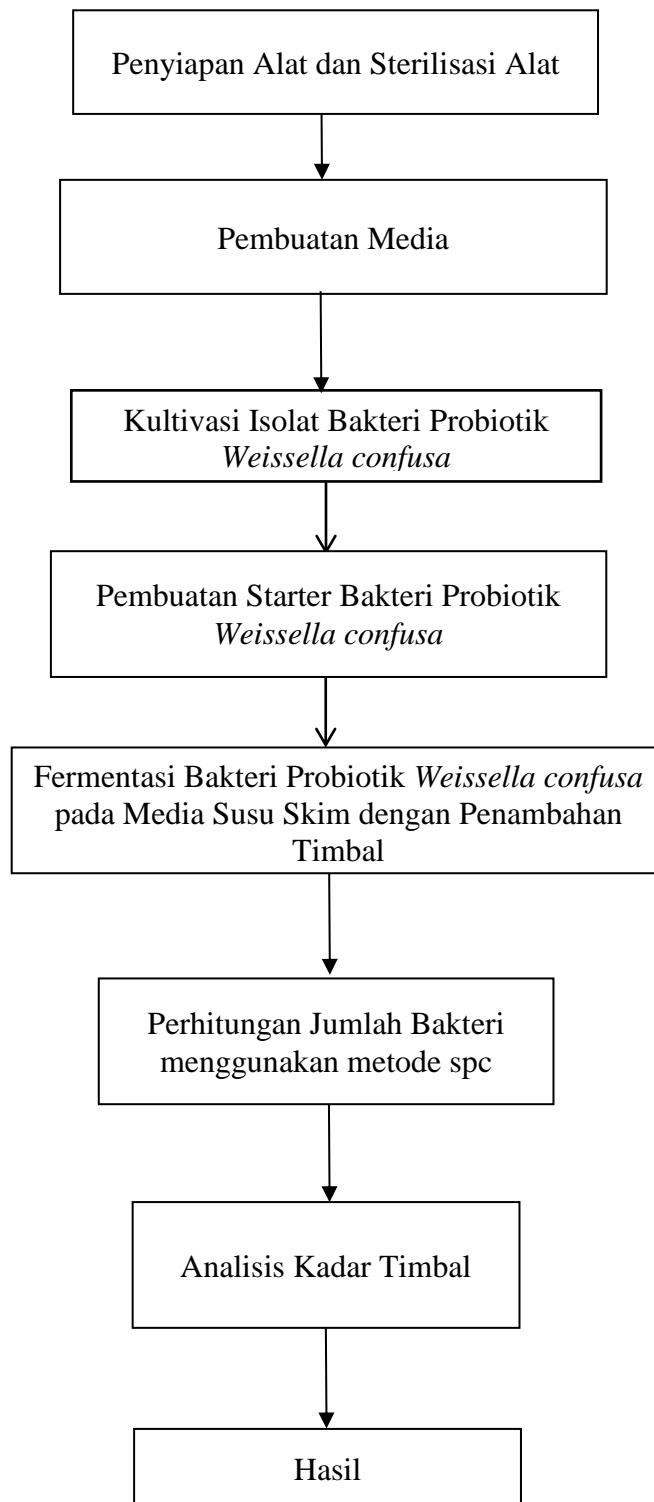 Penyiapan Alat dan Sterilisasi Alat
Pembuatan Media
Kultivasi Isolat Bakteri Probiotik
Weissella confusa
Pembuatan Starter Bakteri Probiotik
Weissella confusa
Fermentasi Bakteri Probiotik Weissella confusa
pada Media Susu Skim dengan Penambahan
Timbal
Perhitungan Jumlah Bakteri
menggunakan metode spc
Analisis Kadar Timbal
Hasil